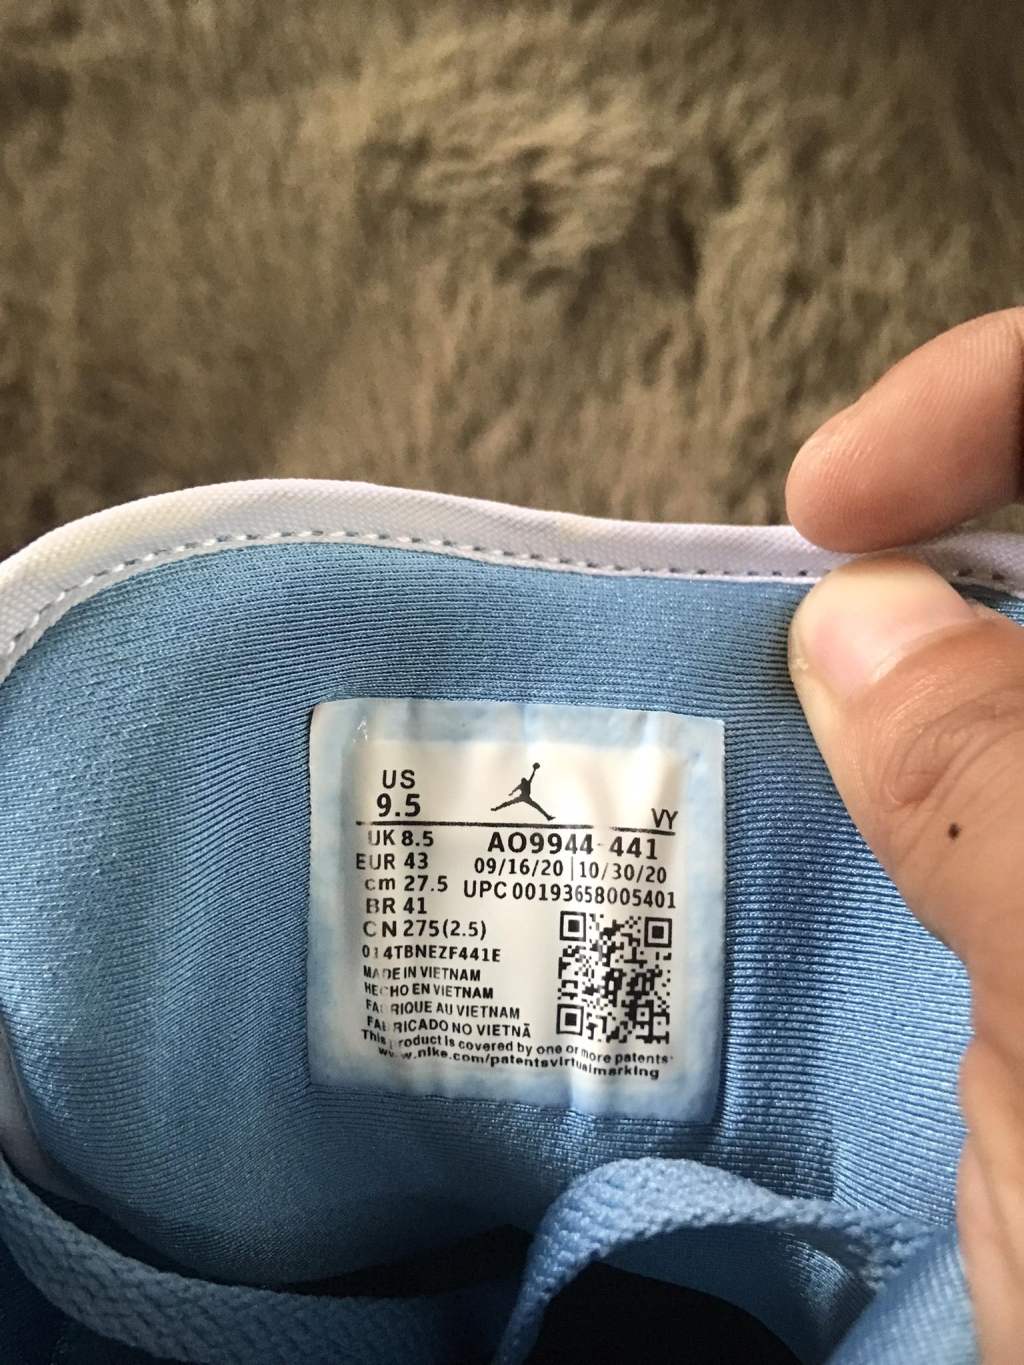 US
9.5
VY
UK 8.5
AO9944-441
EUR 43
09/16/20 | 10/30/20
cm 27.5
UPC 00193658005401
BR 41
CN 275(2.5)
014TBNEZF441E
MADE IN VIETNAM
HECHO EN VIETNAM
FABRIQUE AU VIETNAM
FABRICADO NO VIETNÃ
This product is covered by one or more patents
www.nike.com/patentsvirtualmarking